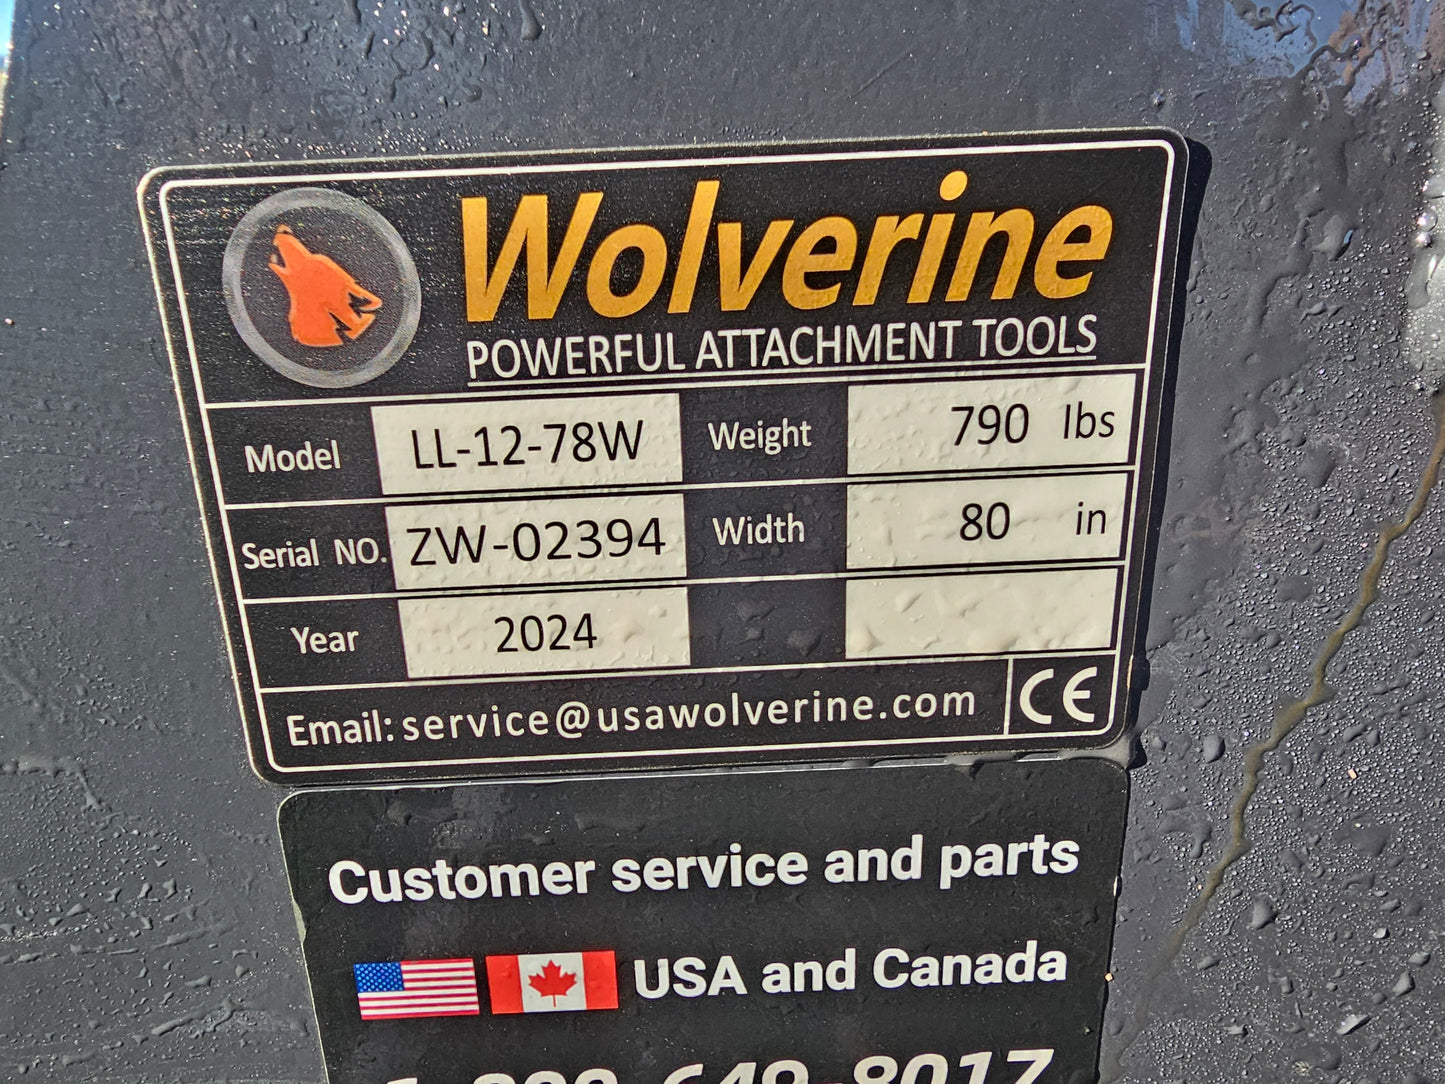 Wolverine
POWERFUL ATTACHMENT TOOLS
Model LL-12-78W Weight 790 lbs
Serial NO. ZW-02394 Width 80 in
Year 2024
Email:service@usawolverine.com CE
Customer service and parts
USA and Canada